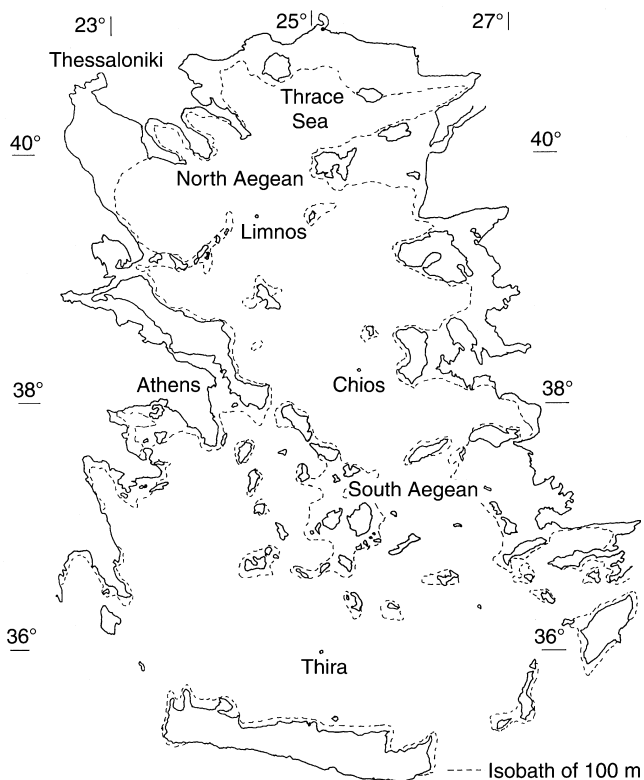 23°
25°
27°
Thessaloniki
Thrace
Sea
40°
40°
North Aegean
Limnos
Athens
Chios
38°
38°
South Aegean
36°
36°
Thira
Isobath of 100 m